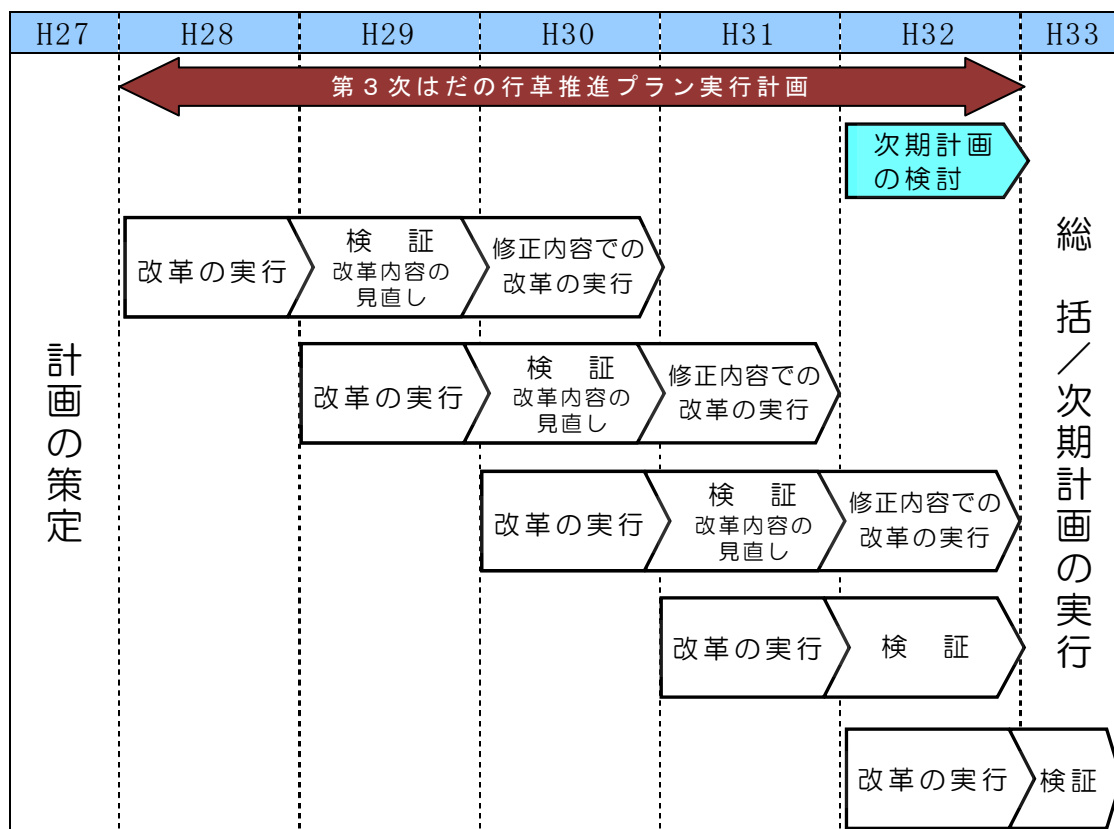 H27 H28 H29 H30 H31 H32 H33
第3次はだの行革推進プラン実行計画
次期計画
の検討
改革の実行
検　証
改革内容の
見直し
修正内容での
改革の実行
改革の実行
検　証
改革内容の
見直し
修正内容での
改革の実行
改革の実行
検　証
改革内容の
見直し
修正内容での
改革の実行
改革の実行
検　証
改革の実行
検証
計画の策定
総　括／次期計画の実行